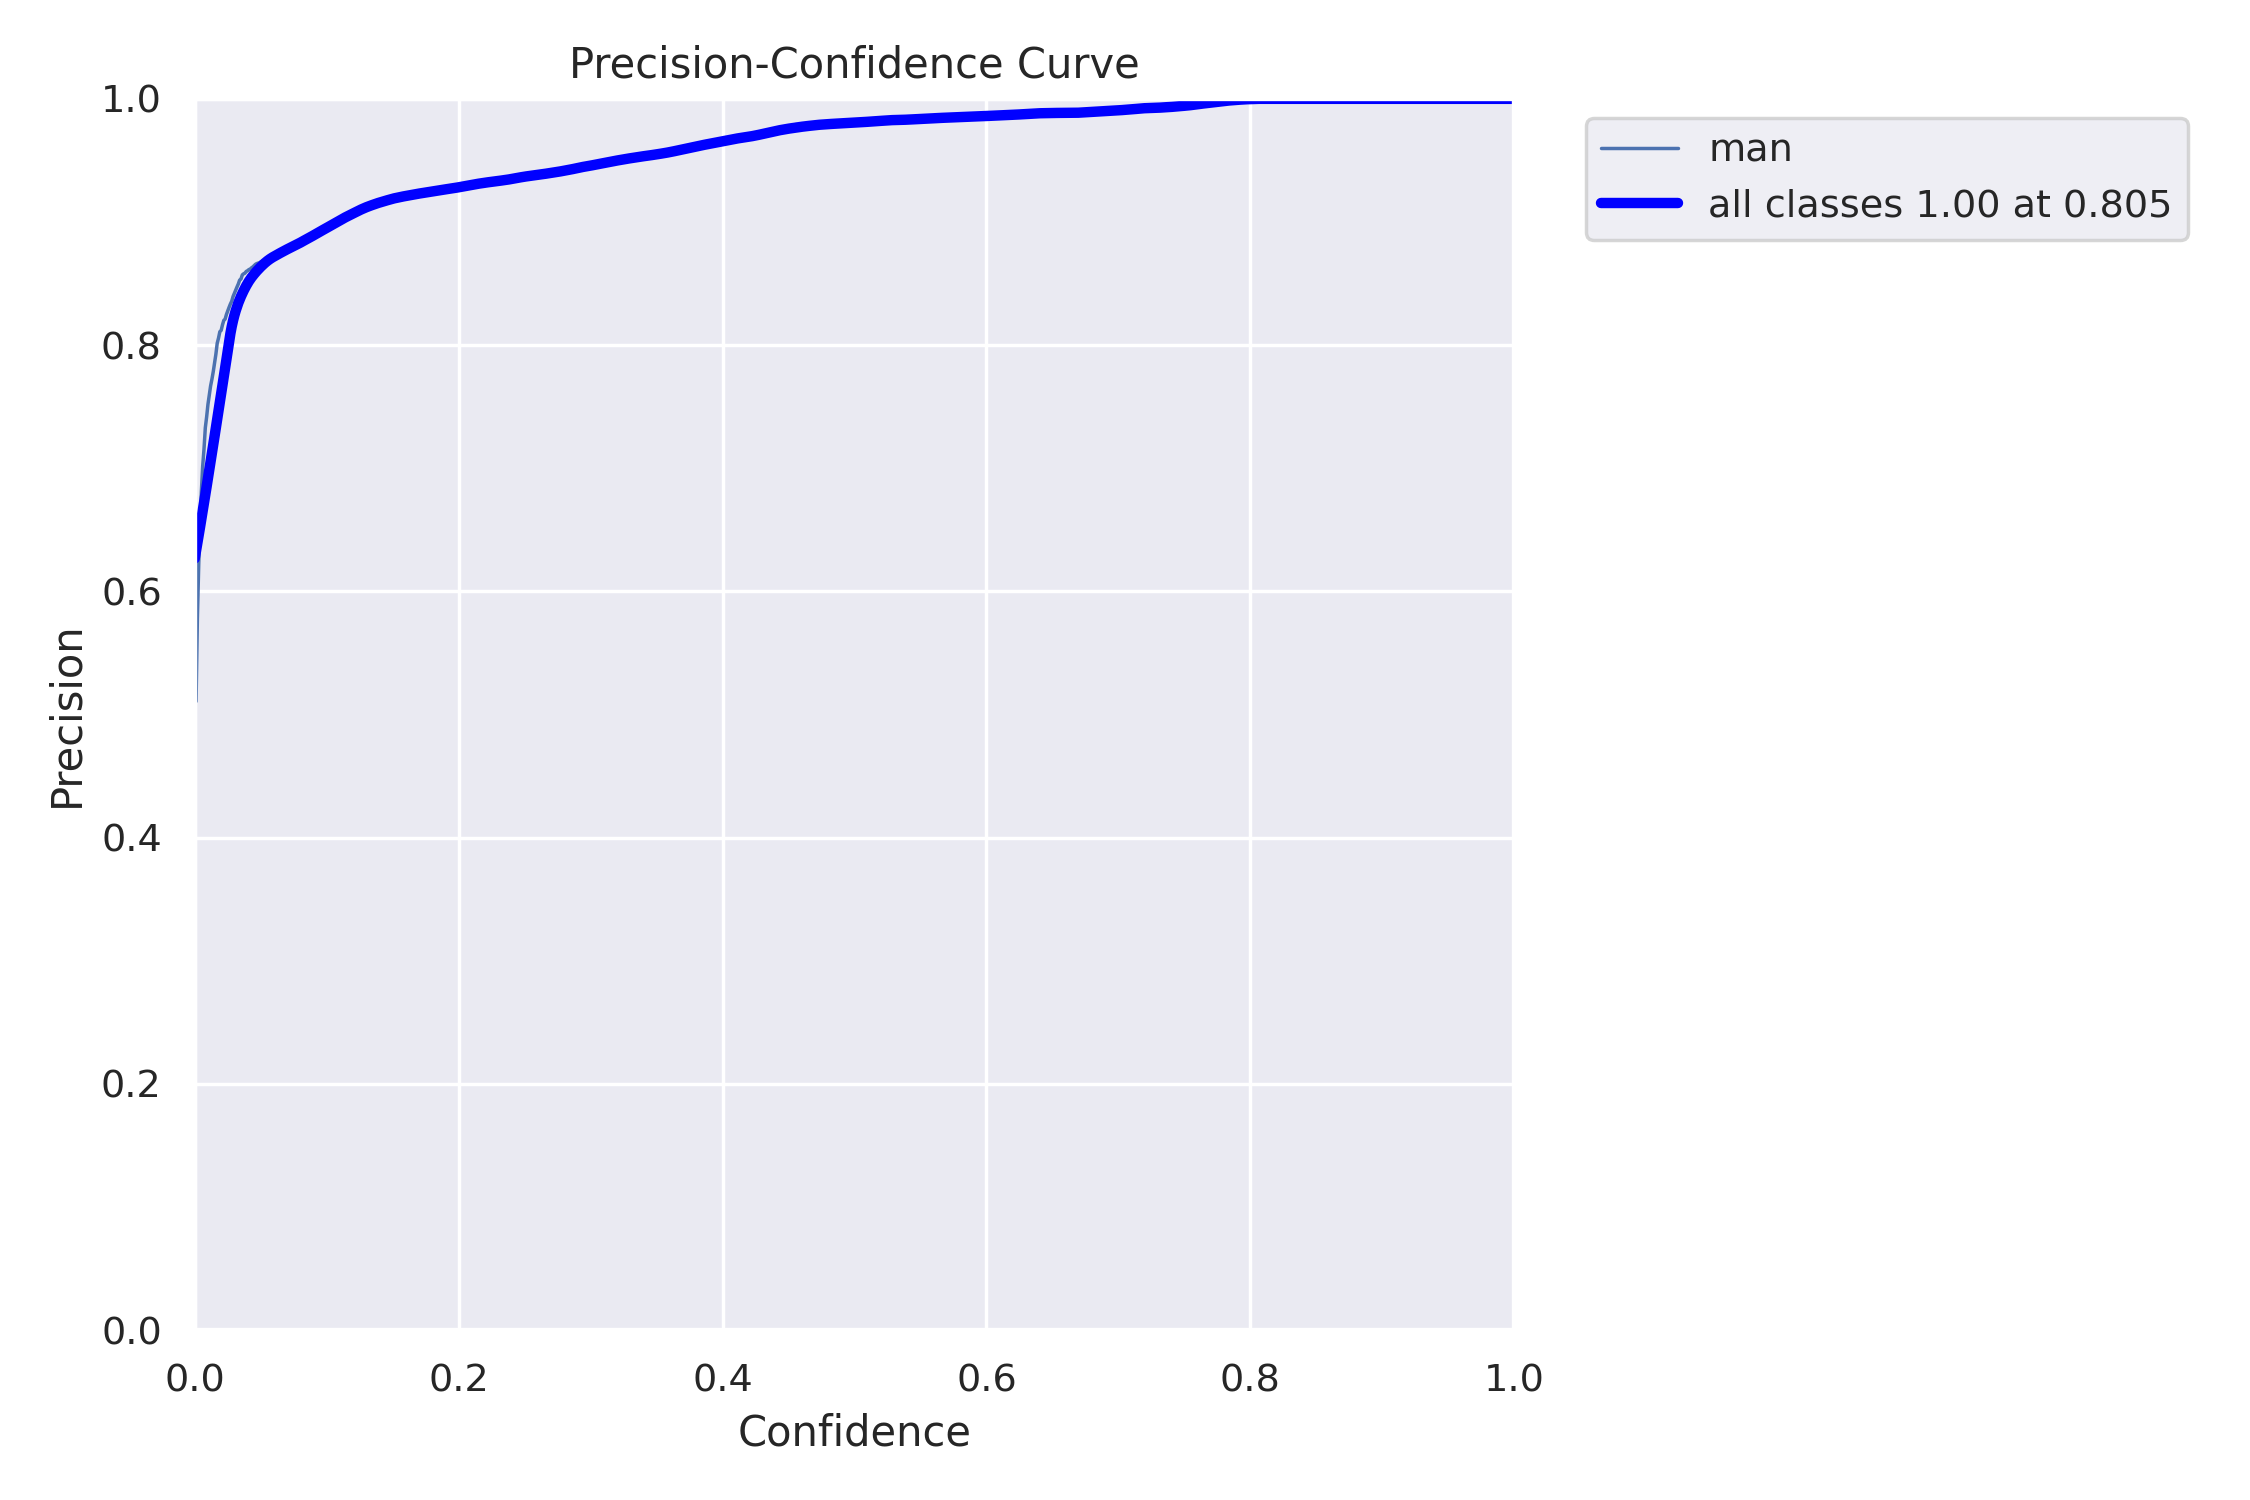 Precision-Confidence Curve
man
all classes 1.00 at 0.805
Precision
1.0
0.8
0.6
0.4
0.2
0.0
0.0 0.2 0.4 0.6 0.8 1.0
Confidence